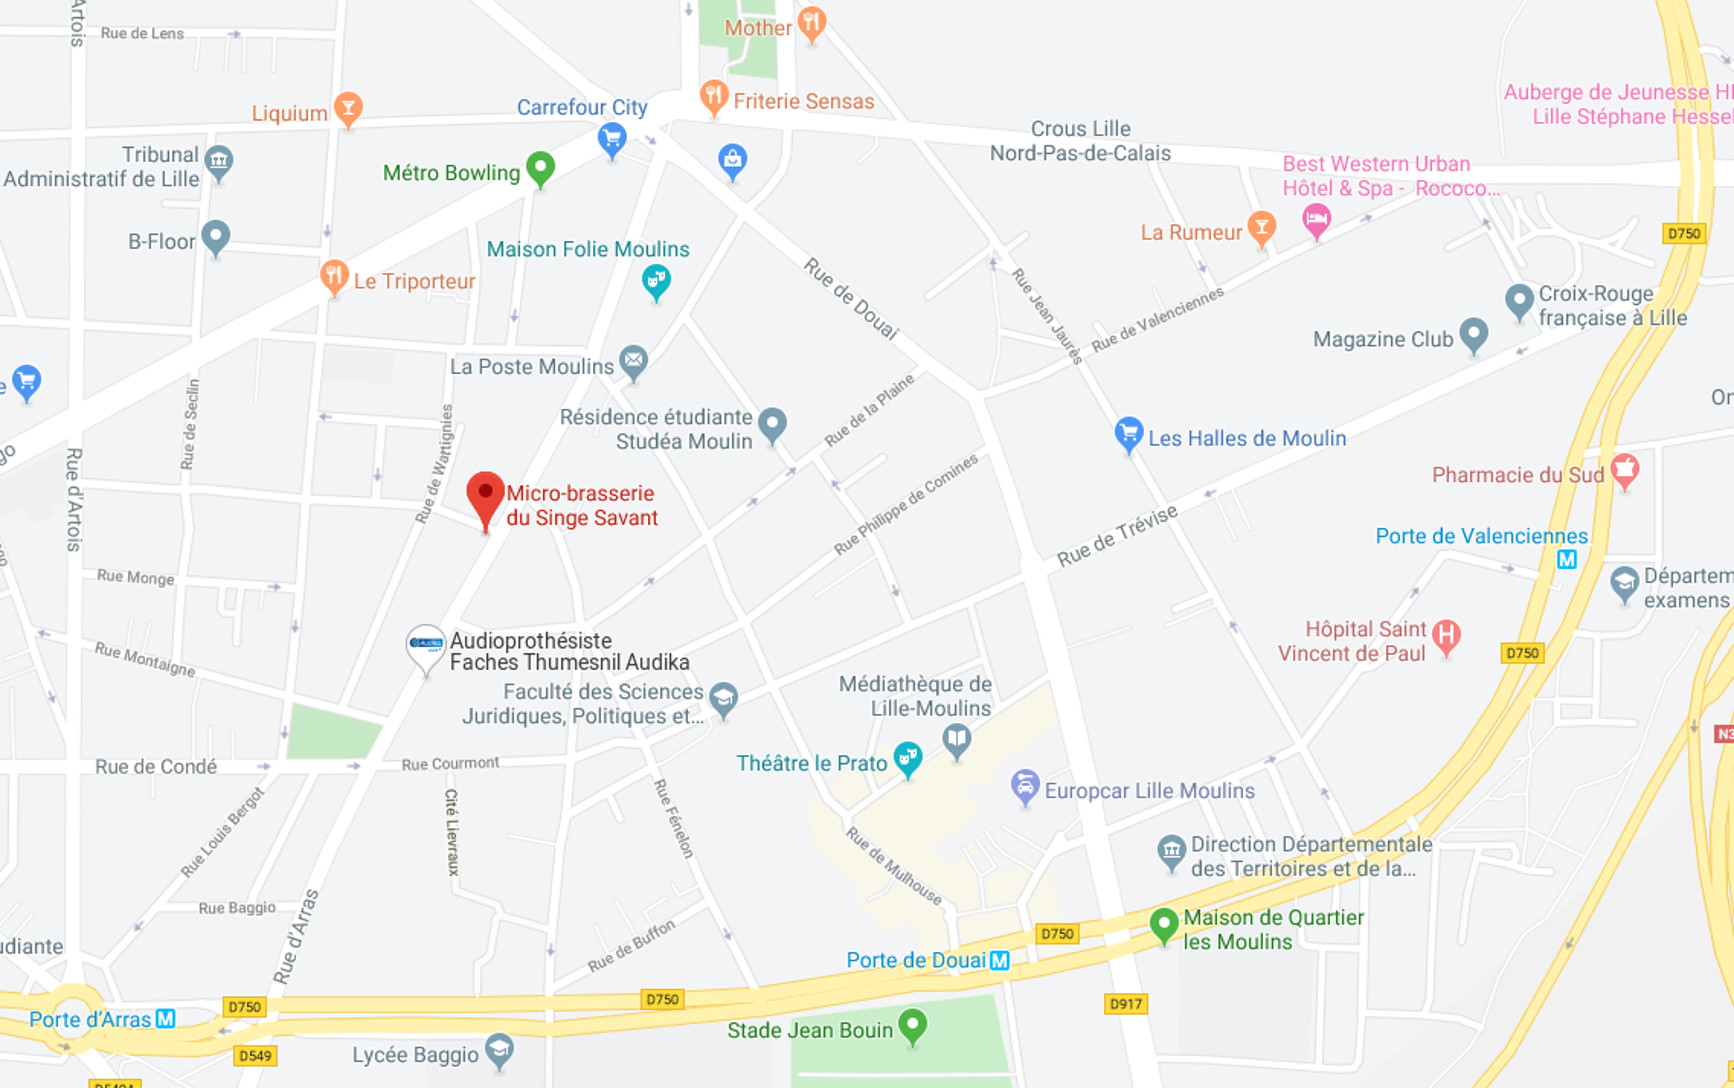 Artois
Rue de Lens
Mother
Liquium
Carrefour City
Friterie Sensas
Auberge de Jeunesse
Lille Stéphane Hessel
Crous Lille
Nord-Pas-de-Calais
Tribunal
Administratif de Lille
Métro Bowling
Best Western Urban
Hôtel & Spa - Rococo...
B-Floor
Maison Folie Moulins
La Rumeur
D750
Le Triporteur
Rue de Douai
Rue Jean Jaurès
Rue de Valenciennes
Croix-Rouge
française à Lille
Magazine Club
La Poste Moulins
Rue de Seclin
Rue de Wattignies
Rue de la Plaine
Résidence étudiante
Studéa Moulin
Les Halles de Moulin
Rue d'Artois
Rue Philippe de Comines
Pharmacie du Sud
Micro-brasserie
du Singe Savant
Rue de Trévise
Porte de Valenciennes
M
Rue Monge
Départem
examens
Audioprothésiste
Faches Thumesnil Audika
Hôpital Saint
Vincent de Paul
H
D750
Rue Montaigne
Faculté des Sciences
Juridiques, Politiques et...
Médiathèque de
Lille-Moulins
N3
Rue de Condé
Rue Courmont
Théâtre le Prato
Europcar Lille Moulins
Rue Louis Bergot
Cité Lievraux
Rue Fénelon
Rue de Mulhouse
Direction Départementale
des Territoires et de la...
Rue Baggio
Rue d'Arras
Rue de Buffon
D750
Maison de Quartier
les Moulins
udiante
Porte de Douai M
D750
D750
D917
Porte d'Arras M
Stade Jean Bouin
D549
Lycée Baggio